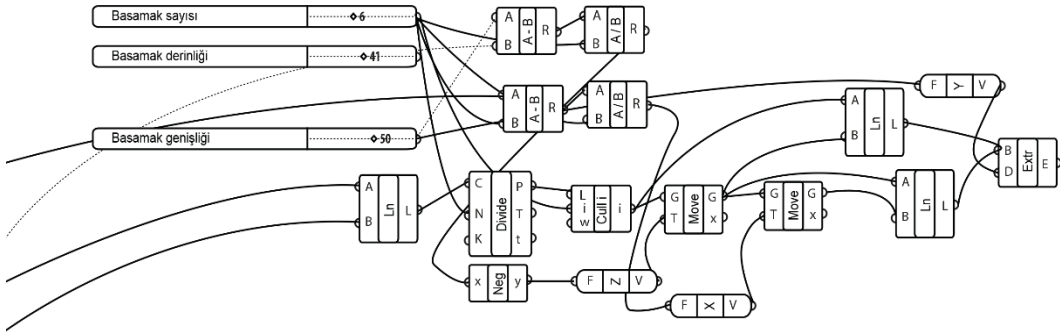 Basamak sayısı 6
Basamak derinliği 41
Basamak genişliği 50
A B A - B R
A B A / B R
A B A - B R
A B A / B R
F Y V
A B Ln L
B D Extr E
A B Ln L
C N K Divide P T t
L i w Cull i i
G T Move G x
G T Move G x
A B Ln L
x Neg y
F Z V
F X V